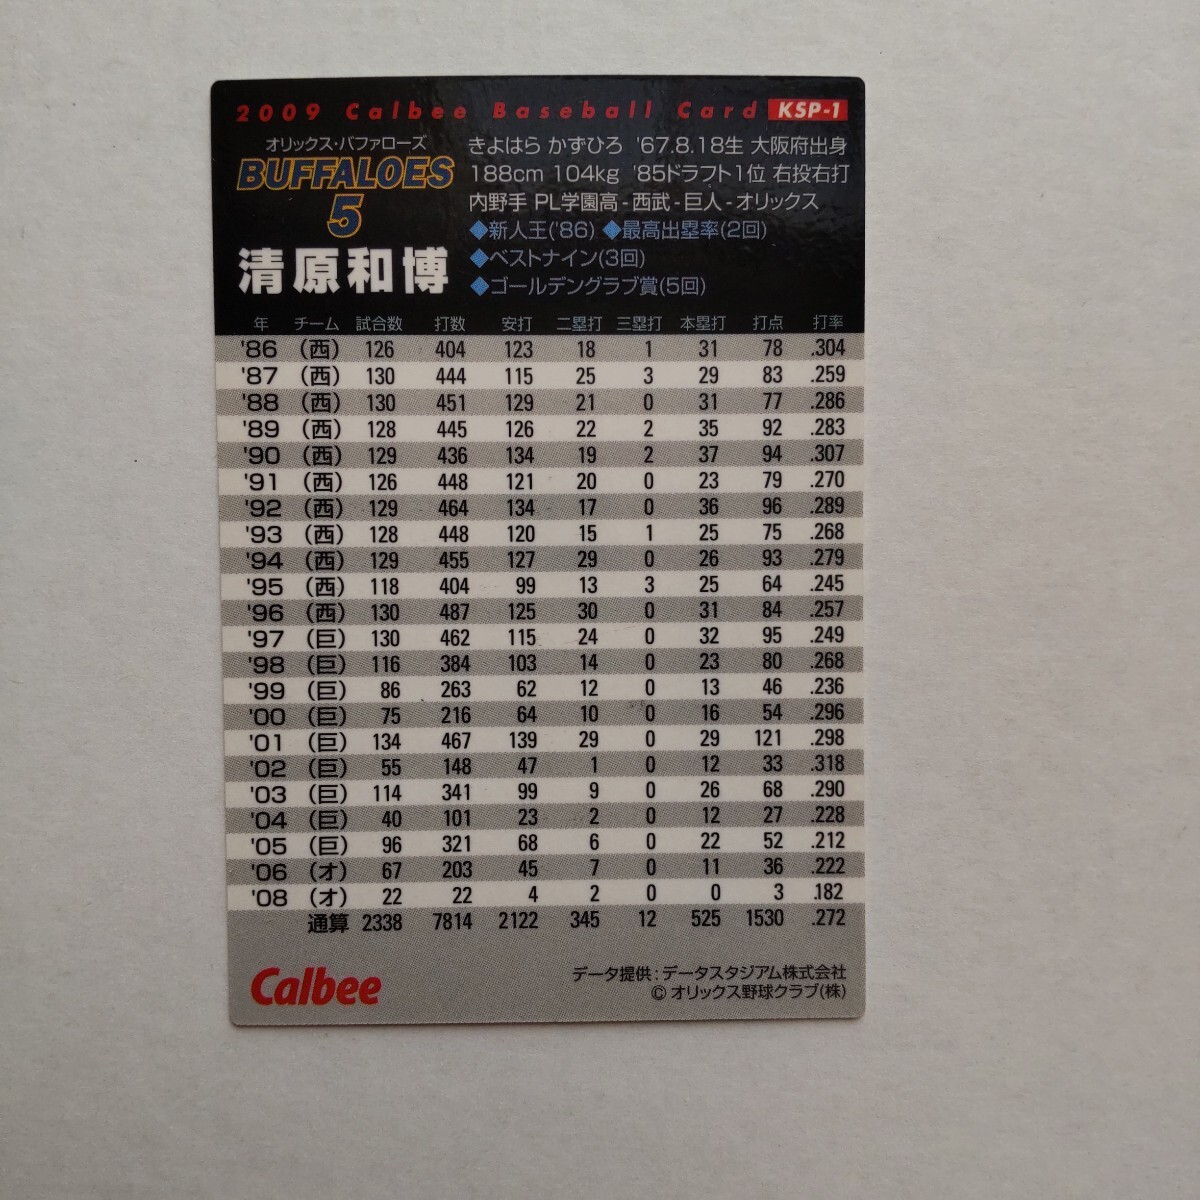 2009 Calbee Baseball Card KSP-1
オリックス・バファローズ
BUFFALOES
5
清原和博
きよはら かずひろ '67.8.18生 大阪府出身
188cm 104kg '85ドラフト1位 右投右打
内野手 PL学園高-西武-巨人-オリックス
◆新人王('86) ◆最高出塁率(2回)
◆ベストナイン(3回)
◆ゴールデングラブ賞(5回)
年 チーム 試合数 打数 安打 二塁打 三塁打 本塁打 打点 打率
'86 (西) 126 404 123 18 1 31 78 .304
'87 (西) 130 444 115 25 3 29 83 .259
'88 (西) 130 451 129 21 0 31 77 .286
'89 (西) 128 445 126 22 2 35 92 .283
'90 (西) 129 436 134 19 2 37 94 .307
'91 (西) 126 448 121 20 0 23 79 .270
'92 (西) 129 464 134 17 0 36 96 .289
'93 (西) 128 448 120 15 1 25 75 .268
'94 (西) 129 455 127 29 0 26 93 .279
'95 (西) 118 404 99 13 3 25 64 .245
'96 (西) 130 487 125 30 0 31 84 .257
'97 (巨) 130 462 115 24 0 32 95 .249
'98 (巨) 116 384 103 14 0 23 80 .268
'99 (巨) 86 263 62 12 0 13 46 .236
'00 (巨) 75 216 64 10 0 16 54 .296
'01 (巨) 134 467 139 29 0 29 121 .298
'02 (巨) 55 148 47 1 0 12 33 .318
'03 (巨) 114 341 99 9 0 26 68 .290
'04 (巨) 40 101 23 2 0 12 27 .228
'05 (巨) 96 321 68 6 0 22 52 .212
'06 (オ) 67 203 45 7 0 11 36 .222
'08 (オ) 22 22 4 2 0 0 3 .182
通算 2338 7814 2122 345 12 525 1530 .272
Calbee
データ提供:データスタジアム株式会社
© オリックス野球クラブ(株)